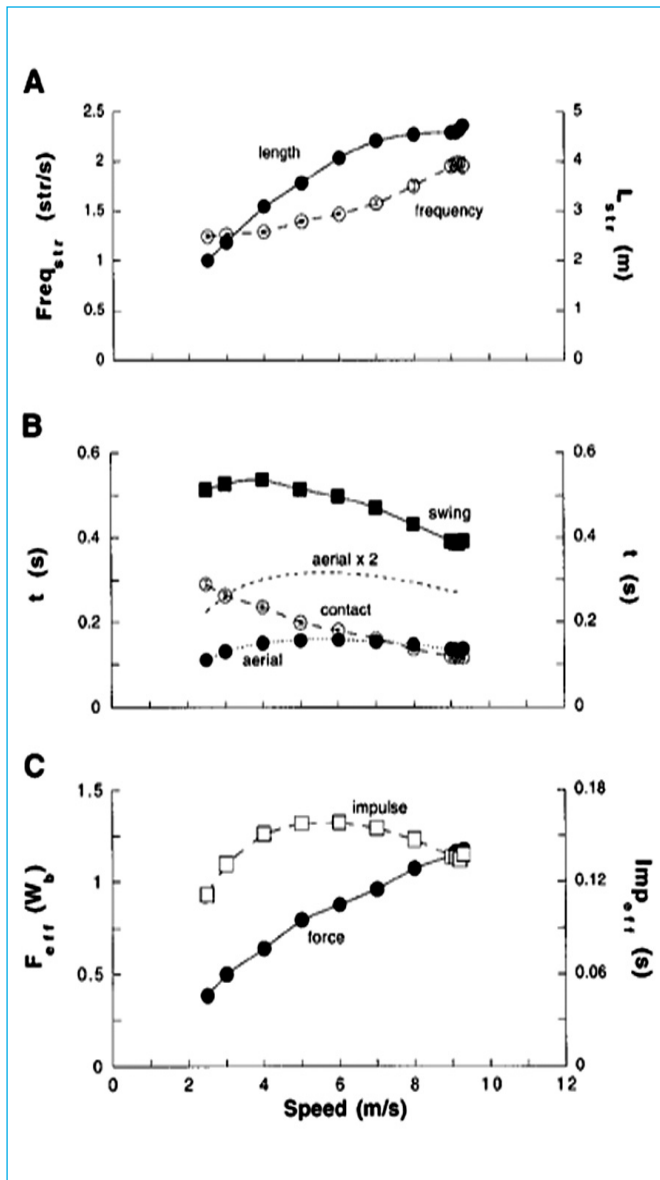 A
2.5
5
2
4
1.5
3
1
2
0.5
1
0
0
length
frequency
Freq str (str/s)
L str (m)
B
0.6
0.6
0.4
0.4
0.2
0.2
0
0
swing
aerial x 2
contact
aerial
t (s)
t (s)
C
1.5
0.18
1
0.12
0.5
0.06
0
0
impulse
force
F eff (W b)
Imp eff (s)
0 2 4 6 8 10 12
Speed (m/s)